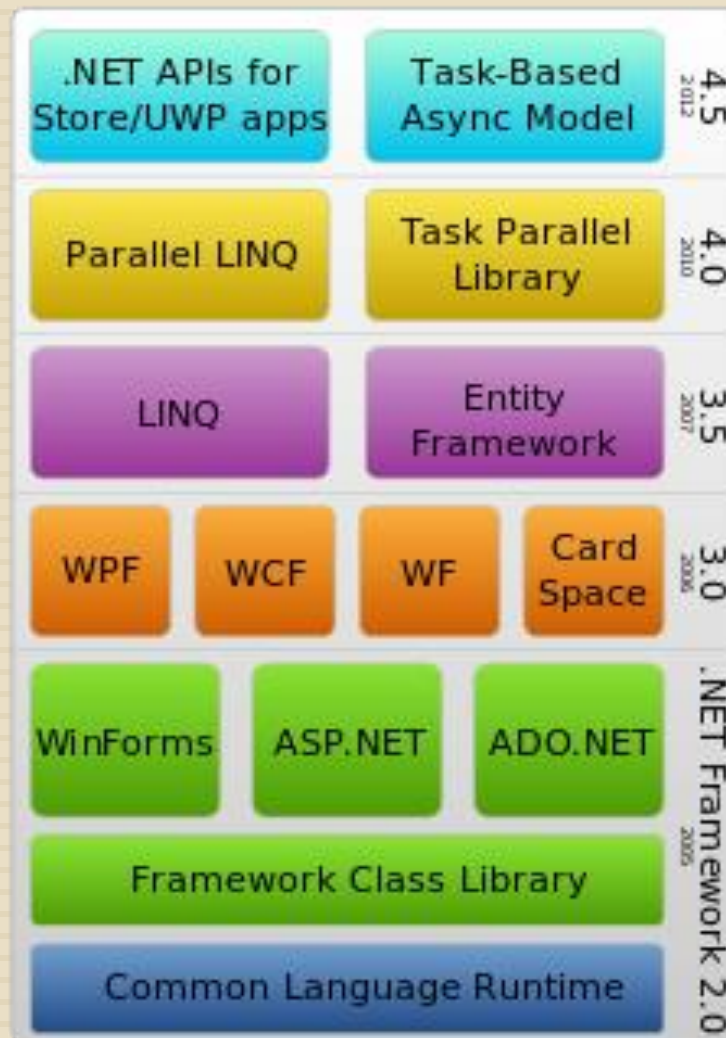 .NET APIs for
Store/UWP apps
Task-Based
Async Model
4.5
2012
Parallel LINQ
Task Parallel
Library
4.0
2010
LINQ
Entity
Framework
3.5
2007
WPF
WCF
WF
Card
Space
3.0
2006
WinForms
ASP.NET
ADO.NET
Framework Class Library
Common Language Runtime
.NET Framework 2.0
2005